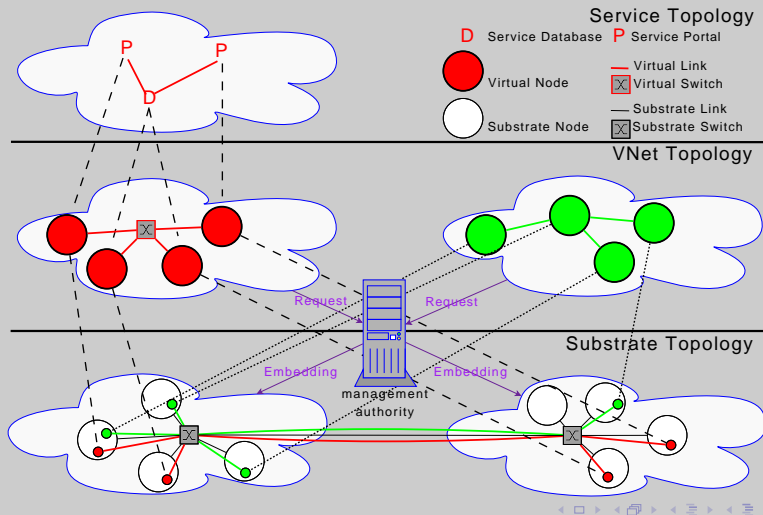 Service Topology
D Service Database P Service Portal
P
P
D
Virtual Node
Virtual Link
Virtual Switch
Substrate Node
Substrate Link
Substrate Switch
VNet Topology
Request
Request
Substrate Topology
Embedding
Embedding
management
authority